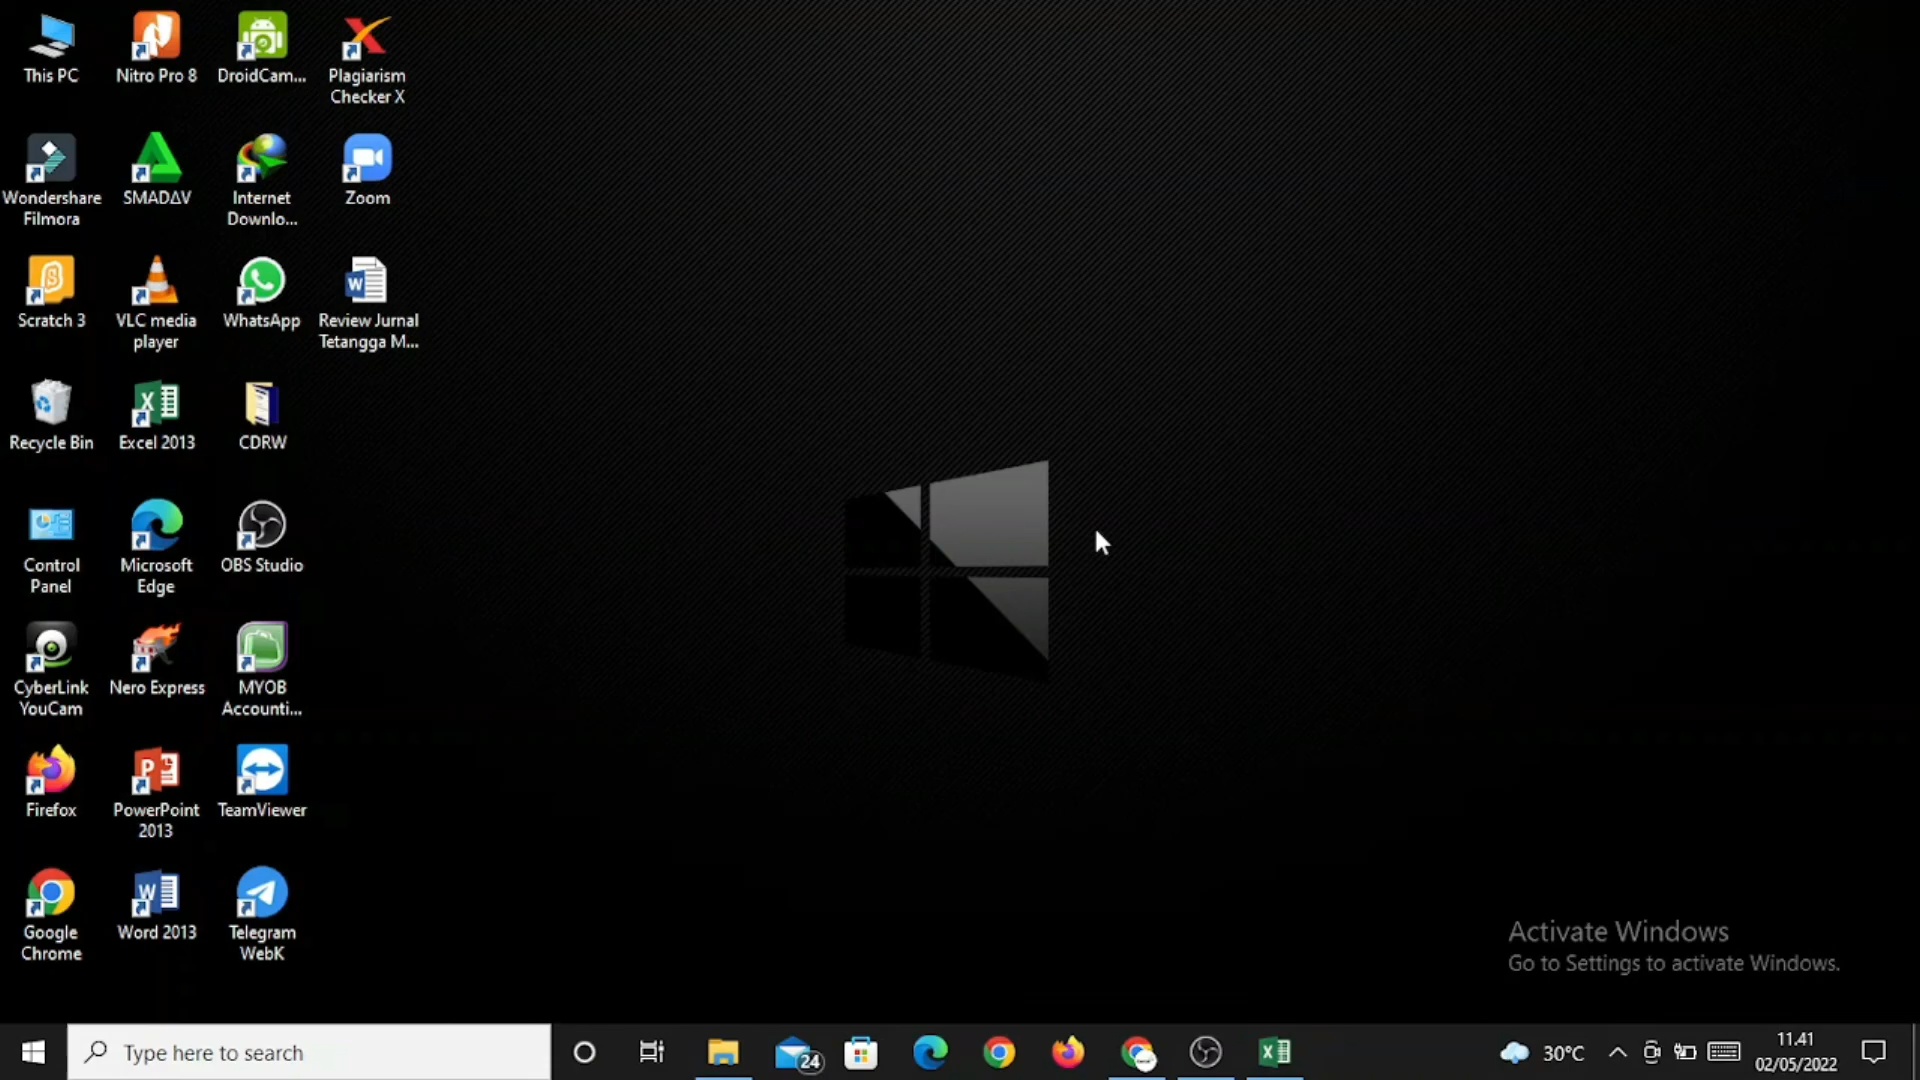 This PC
Nitro Pro 8
DroidCam...
Plagiarism
Checker X
Wondershare
Filmora
SMADΔV
Internet
Downlo...
Zoom
Scratch 3
VLC media
player
WhatsApp
Review Jurnal
Tetangga M...
Recycle Bin
Excel 2013
CDRW
Control
Panel
Microsoft
Edge
OBS Studio
CyberLink
YouCam
Nero Express
MYOB
Accounti...
Firefox
PowerPoint
2013
TeamViewer
Google
Chrome
Word 2013
Telegram
WebK
Activate Windows
Go to Settings to activate Windows.
Type here to search
24
30°C
11.41
02/05/2022